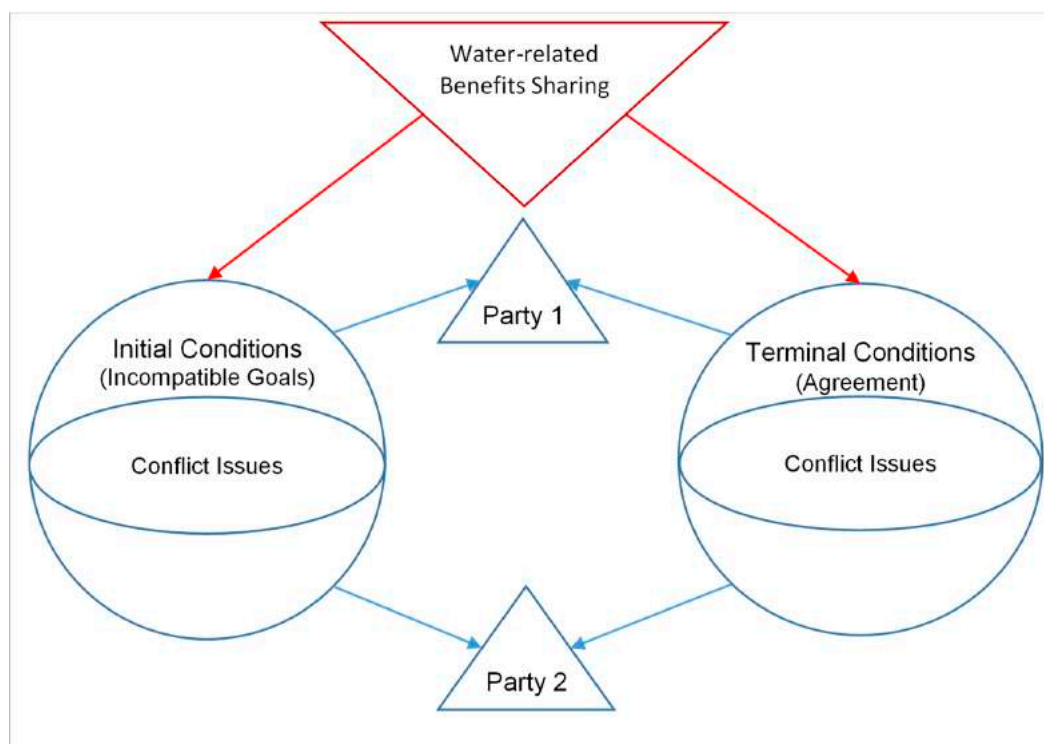 Water-related
Benefits Sharing
Party 1
Initial Conditions
(Incompatible Goals)
Conflict Issues
Terminal Conditions
(Agreement)
Conflict Issues
Party 2